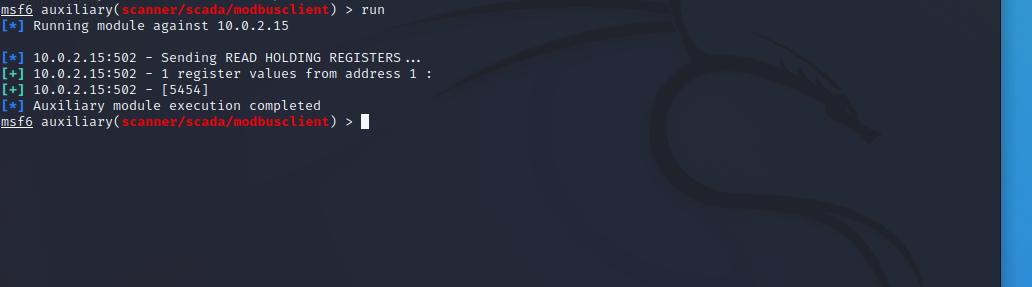 msf6 auxiliary(scanner/scada/modbusclient) > run
[*] Running module against 10.0.2.15
[*] 10.0.2.15:502 - Sending READ HOLDING REGISTERS...
[+] 10.0.2.15:502 - 1 register values from address 1 :
[+] 10.0.2.15:502 - [5454]
[*] Auxiliary module execution completed
msf6 auxiliary(scanner/scada/modbusclient) >